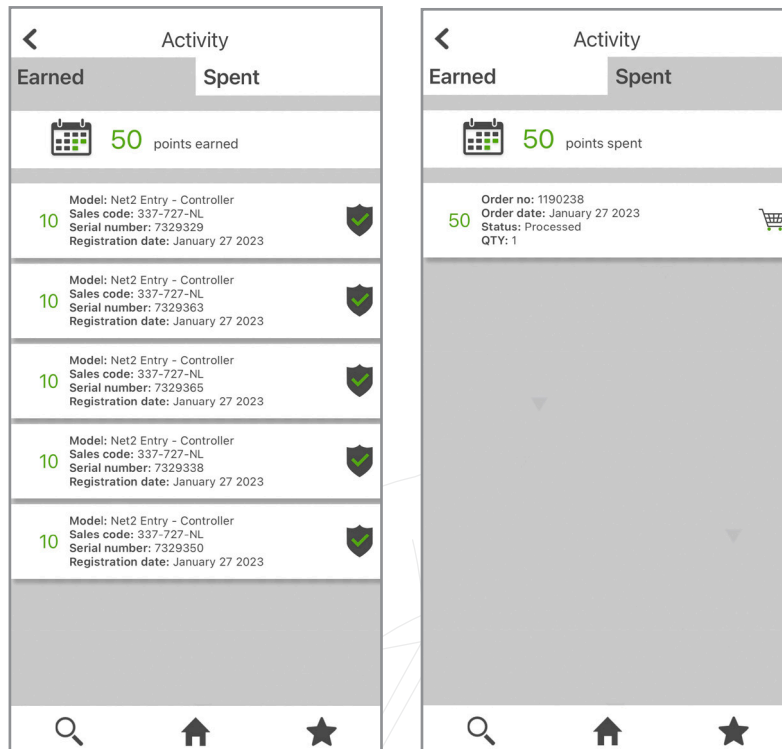 Activity
Earned Spent
50 points earned
Model: Net2 Entry - Controller
10 Sales code: 337-727-NL
Serial number: 7329329
Registration date: January 27 2023
Model: Net2 Entry - Controller
10 Sales code: 337-727-NL
Serial number: 7329363
Registration date: January 27 2023
Model: Net2 Entry - Controller
10 Sales code: 337-727-NL
Serial number: 7329365
Registration date: January 27 2023
Model: Net2 Entry - Controller
10 Sales code: 337-727-NL
Serial number: 7329338
Registration date: January 27 2023
Model: Net2 Entry - Controller
10 Sales code: 337-727-NL
Serial number: 7329350
Registration date: January 27 2023
Activity
Earned Spent
50 points spent
Order no: 1190238
50 Order date: January 27 2023
Status: Processed
QTY: 1